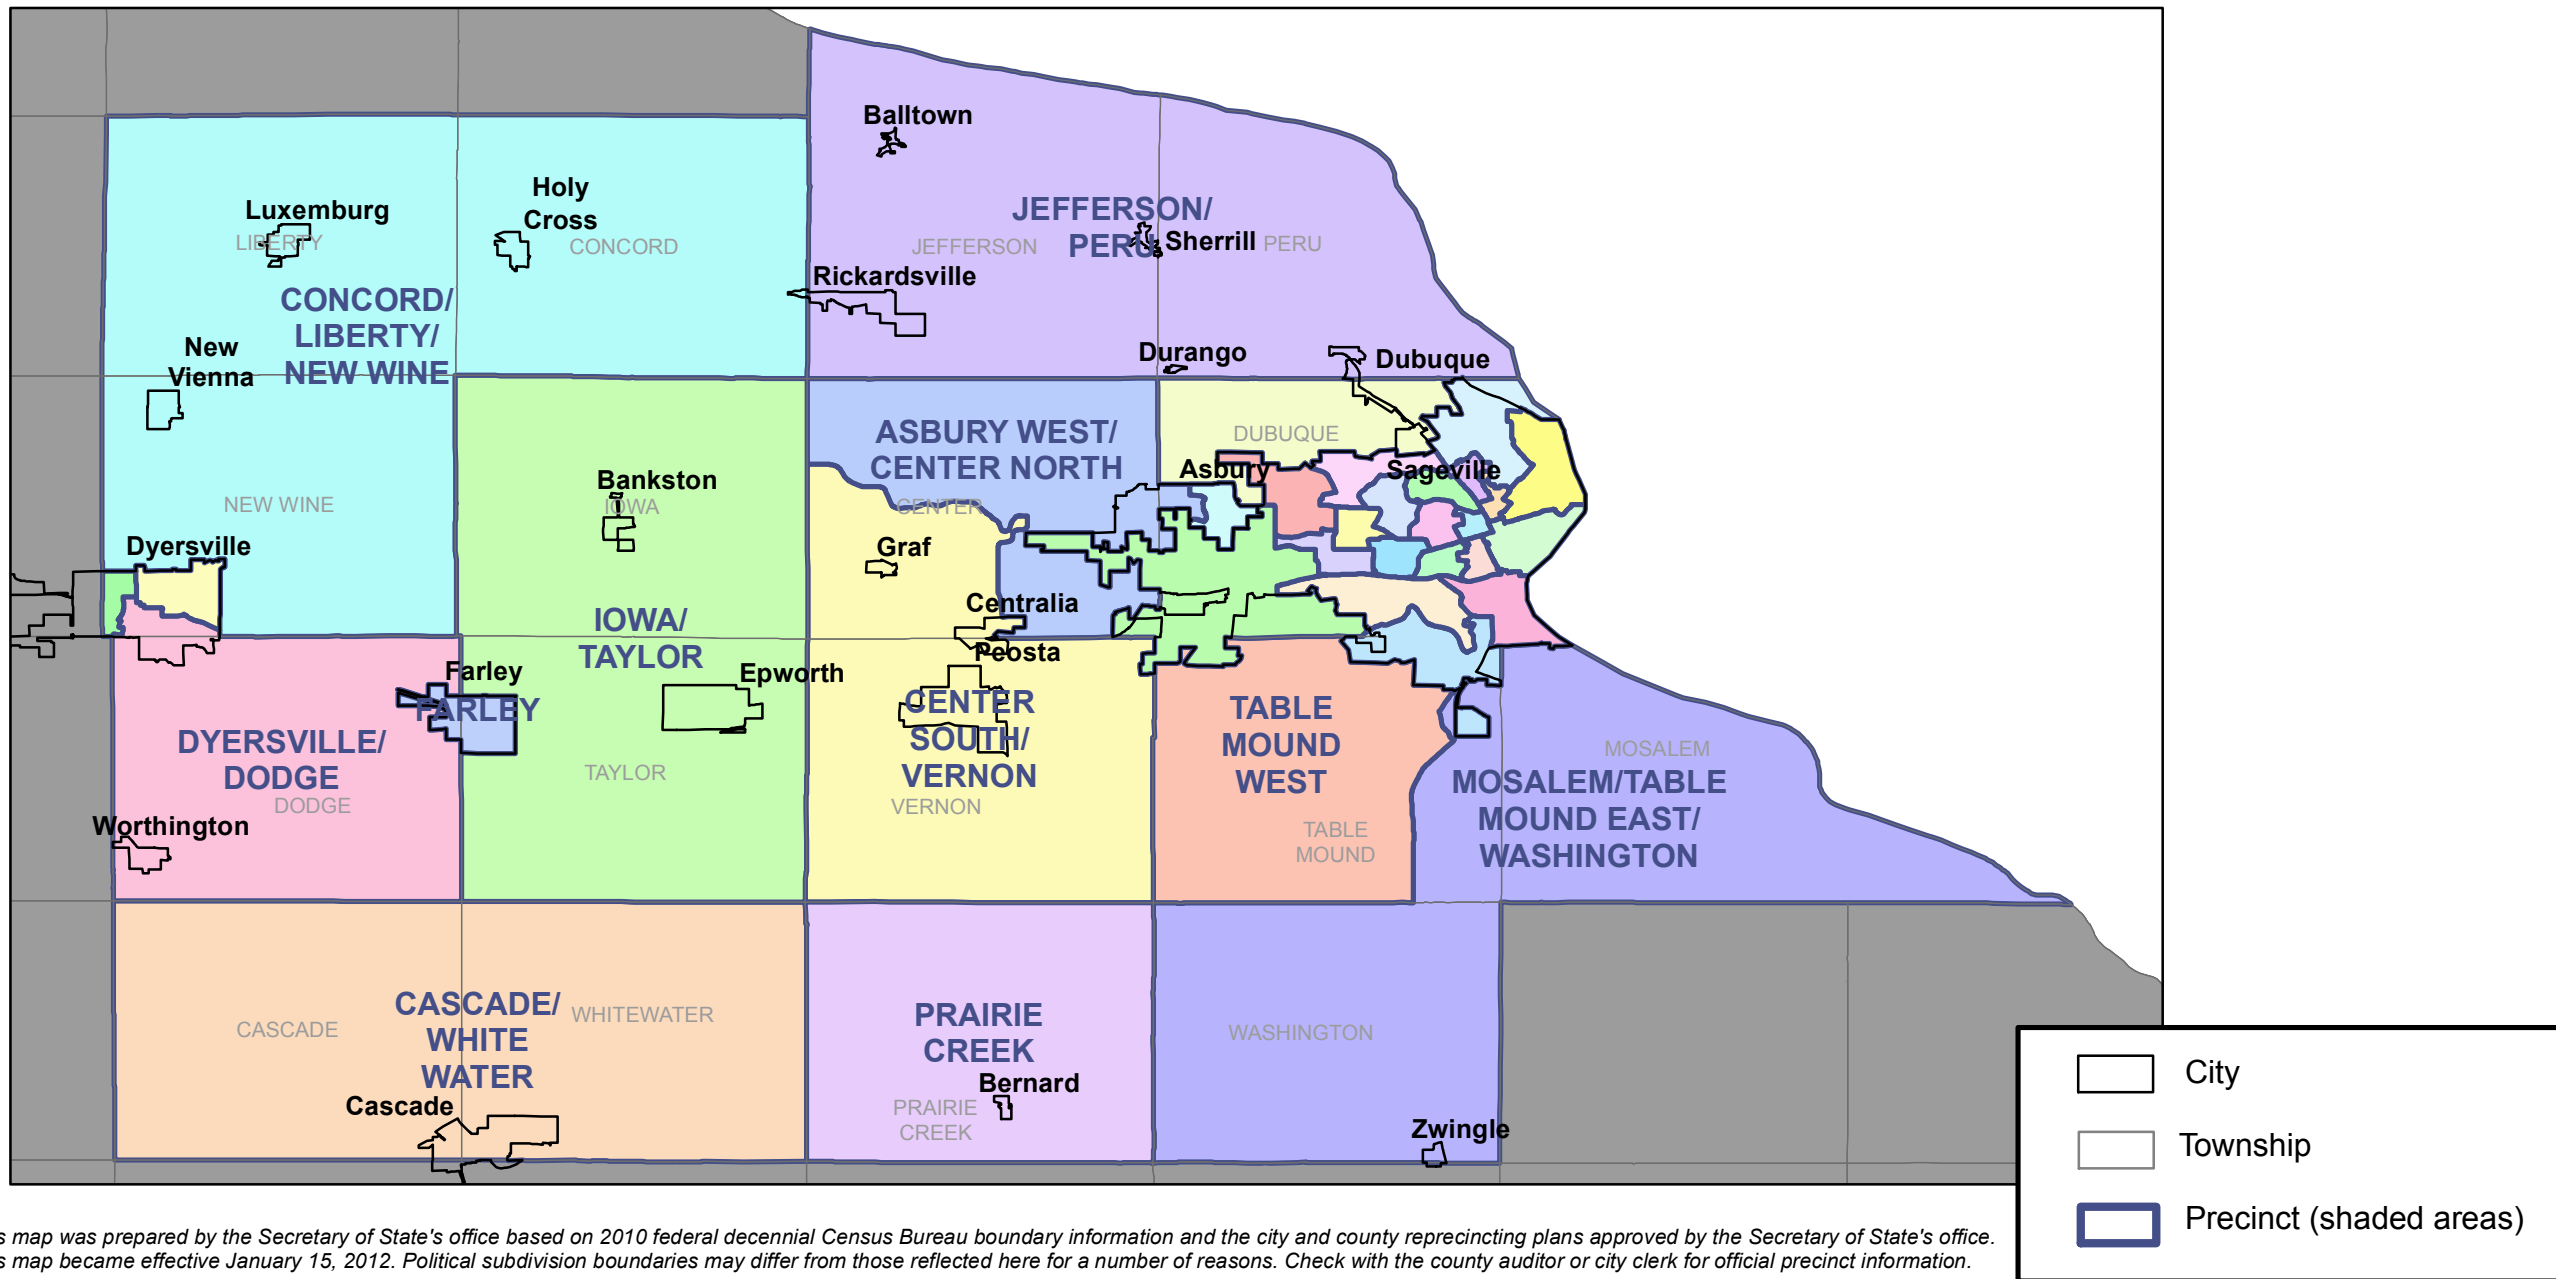 Balltown
Holy
Cross
Luxemburg
LIBERTY
CONCORD
JEFFERSON/
PERU
JEFFERSON
Sherrill
PERU
Rickardsville
CONCORD/
LIBERTY/
NEW WINE
New
Vienna
Durango
Dubuque
ASBURY WEST/
CENTER NORTH
DUBUQUE
Asbury
Sageville
Bankston
IOWA
NEW WINE
CENTER
Dyersville
Graf
Centralia
IOWA/
TAYLOR
Peosta
Farley
FARLEY
Epworth
CENTER
SOUTH/
VERNON
TABLE
MOUND
WEST
DYERSVILLE/
DODGE
DODGE
TAYLOR
VERNON
MOSALEM
MOSALEM/TABLE
MOUND EAST/
WASHINGTON
TABLE
MOUND
Worthington
CASCADE/
WHITE
WATER
CASCADE
WHITEWATER
PRAIRIE
CREEK
WASHINGTON
Bernard
PRAIRIE
CREEK
Cascade
Zwingle
City
Township
Precinct (shaded areas)
s map was prepared by the Secretary of State's office based on 2010 federal decennial Census Bureau boundary information and the city and county reprecincting plans approved by the Secretary of State's office.
s map became effective January 15, 2012. Political subdivision boundaries may differ from those reflected here for a number of reasons. Check with the county auditor or city clerk for official precinct information.